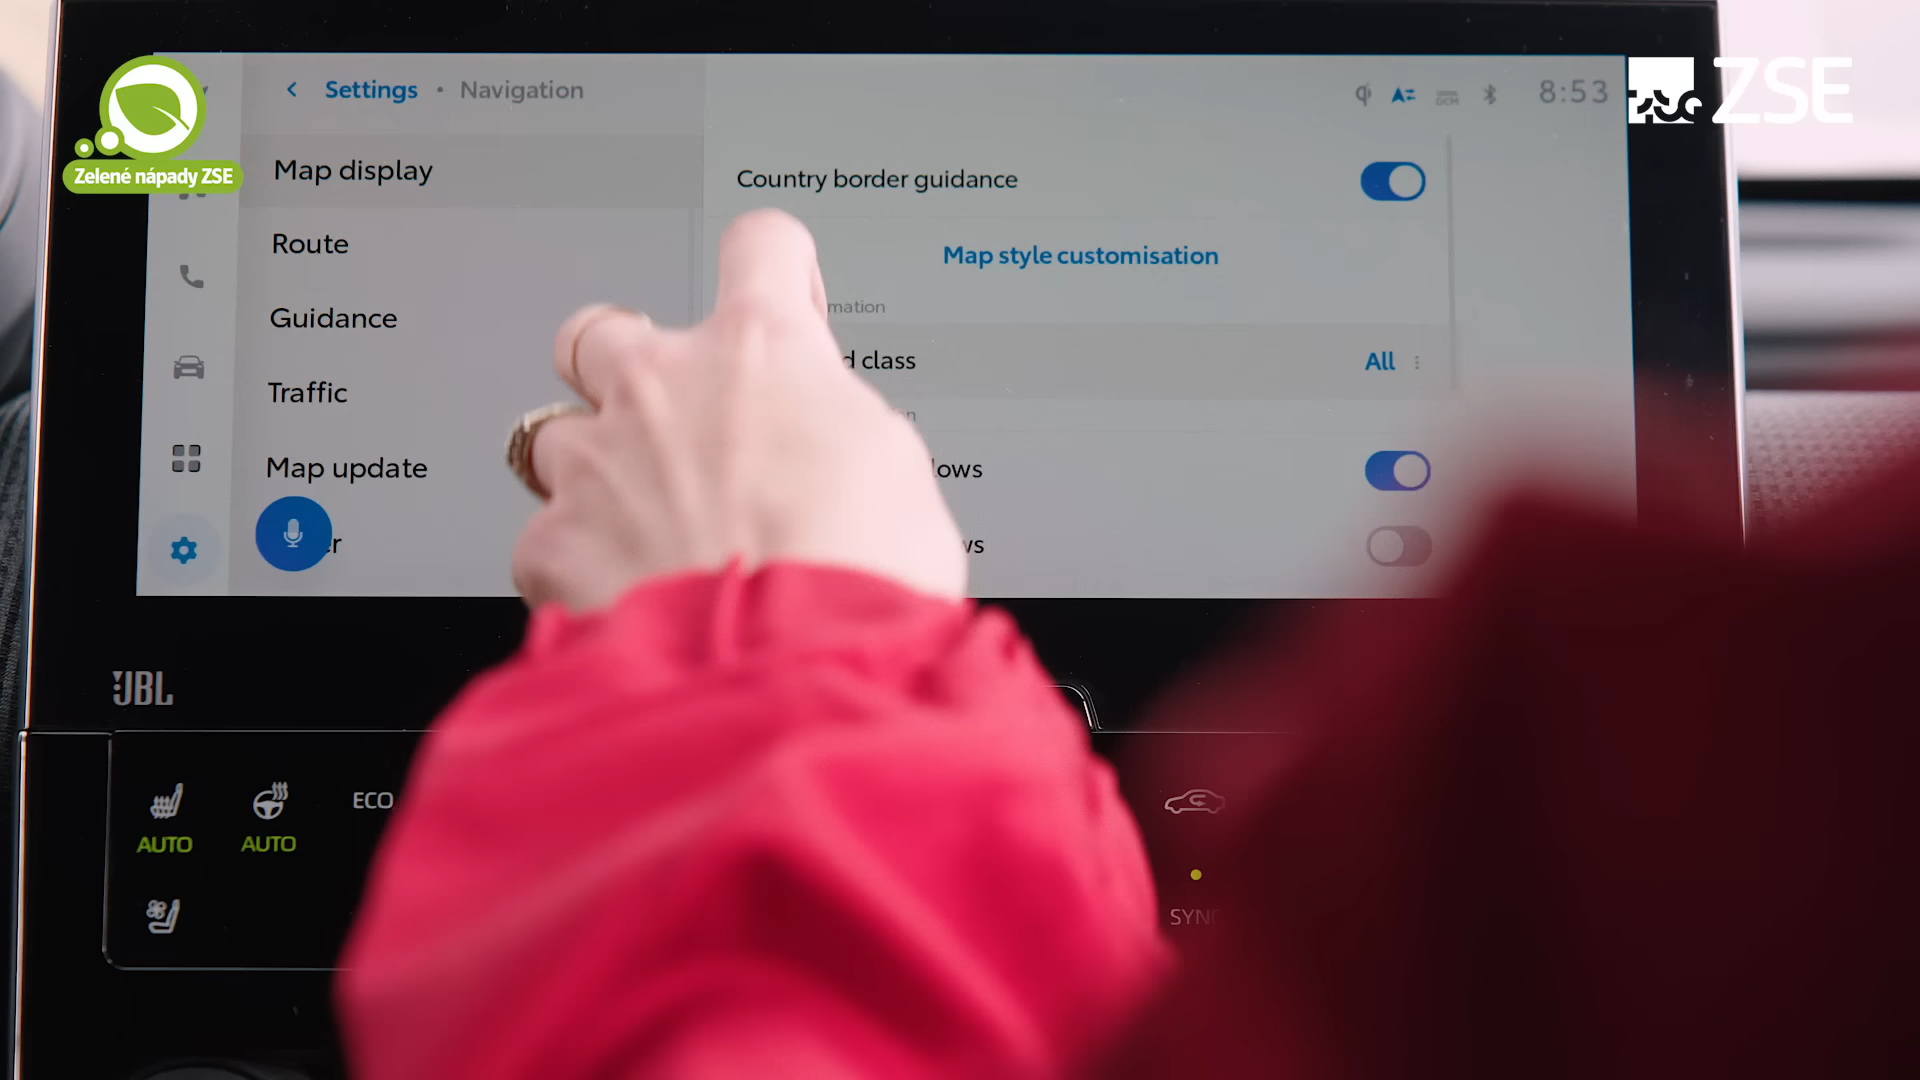 Zelené nápady ZSE
ZSE
Settings • Navigation
8:53
Map display
Route
Guidance
Traffic
Map update
Country border guidance
Map style customisation
class
All
JBL
AUTO
AUTO
ECO